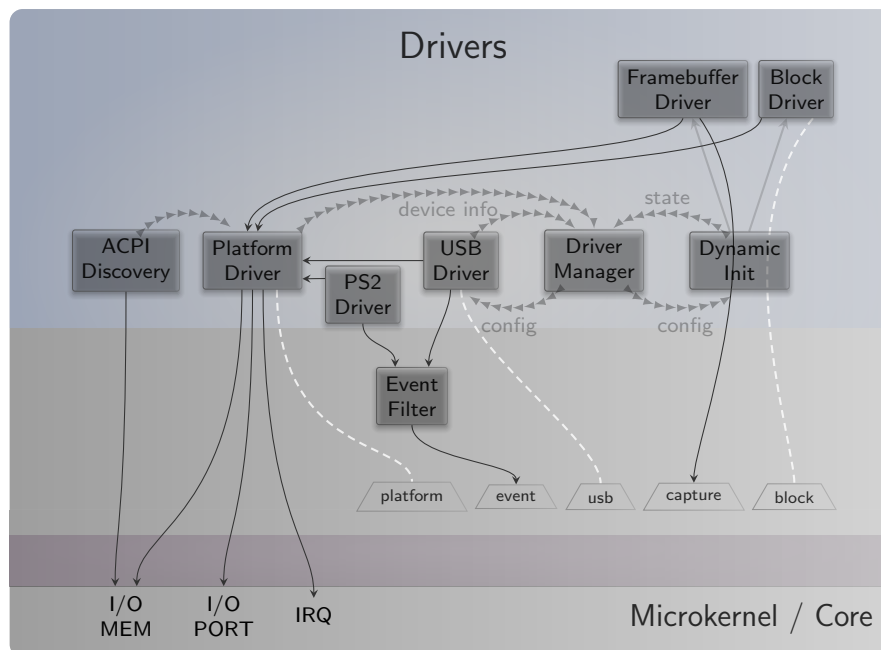 Drivers
Framebuffer
Driver
Block
Driver
device info
state
ACPI
Discovery
Platform
Driver
USB
Driver
Driver
Manager
Dynamic
Init
PS2
Driver
config
config
Event
Filter
platform
event
usb
capture
block
I/O
MEM
I/O
PORT
IRQ
Microkernel / Core